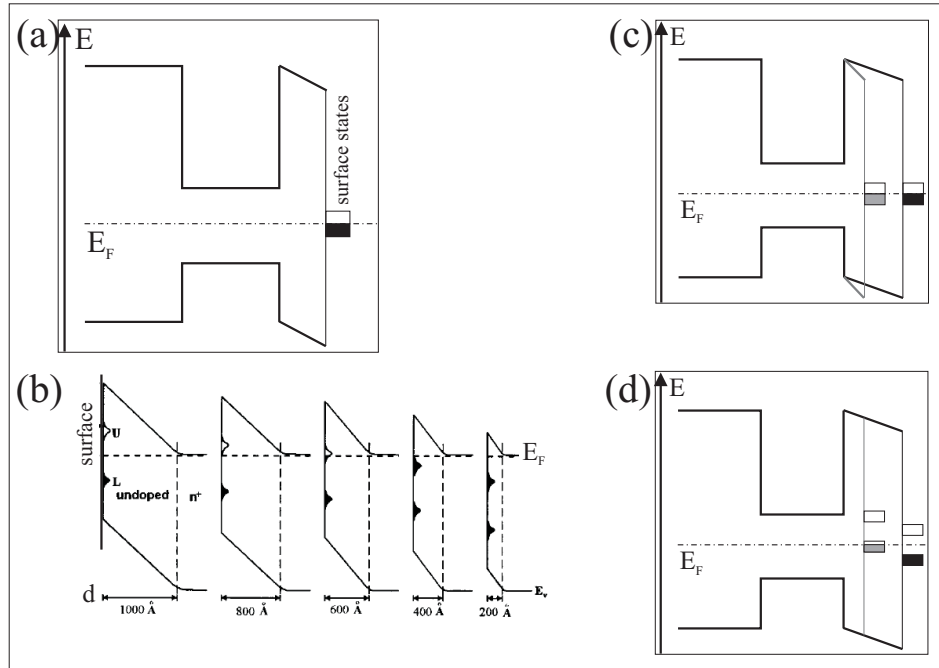 (a)
E
surface states
E_F
(b)
surface
U
L
undoped n⁺
E_F
E_v
d
1000 Å
800 Å
600 Å
400 Å
200 Å
(c)
E
E_F
(d)
E
E_F